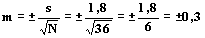 m = ± s/√N = ± 1,8/√36 = ± 1,8/6 = ±0,3